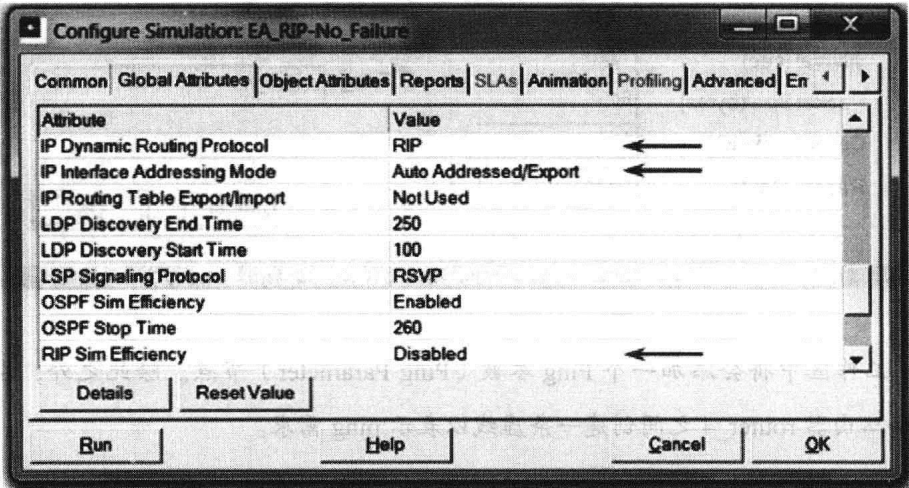 Configure Simulation: EA_RIP-No_Failure
Common Global Attributes Object Attributes Reports SLAs Animation Profiling Advanced En
Attribute Value
IP Dynamic Routing Protocol RIP
IP Interface Addressing Mode Auto Addressed/Export
IP Routing Table Export/Import Not Used
LDP Discovery End Time 250
LDP Discovery Start Time 100
LSP Signaling Protocol RSVP
OSPF Sim Efficiency Enabled
OSPF Stop Time 260
RIP Sim Efficiency Disabled
Details Reset Value
Run Help Cancel OK